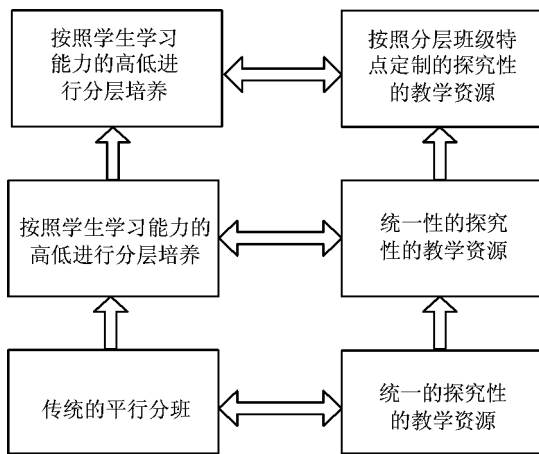 按照学生学习
能力的高低进
行分层培养
按照分层班级特
点定制的探究性
的教学资源
按照学生学习能力的
高低进行分层培养
统一性的探究
性的教学资源
传统的平行分班
统一的探究性
的教学资源